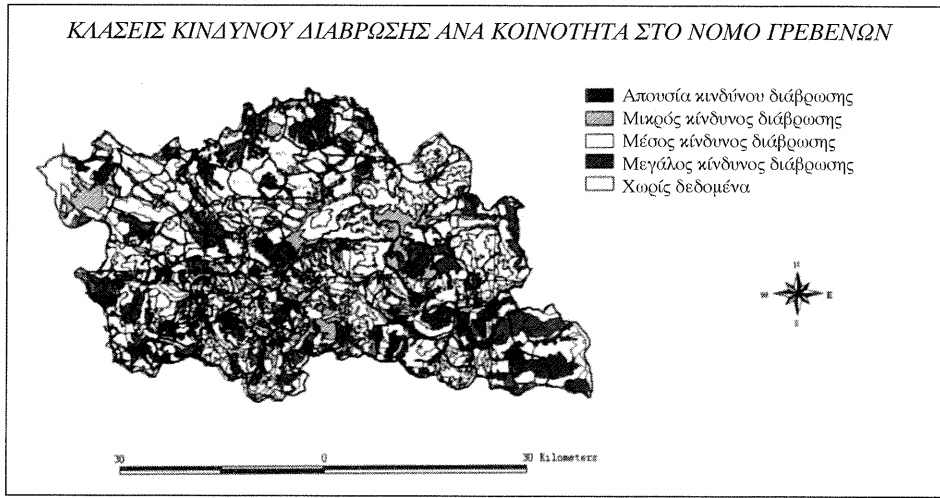 ΚΛΑΣΕΙΣ ΚΙΝΔΥΝΟΥ ΔΙΑΒΡΩΣΗΣ ΑΝΑ ΚΟΙΝΟΤΗΤΑ ΣΤΟ ΝΟΜΟ ΓΡΕΒΕΝΩΝ
Απουσία κινδύνου διάβρωσης
Μικρός κίνδυνος διάβρωσης
Μέσος κίνδυνος διάβρωσης
Μεγάλος κίνδυνος διάβρωσης
Χωρίς δεδομένα
N
W E
S
30 0 30 Kilometers